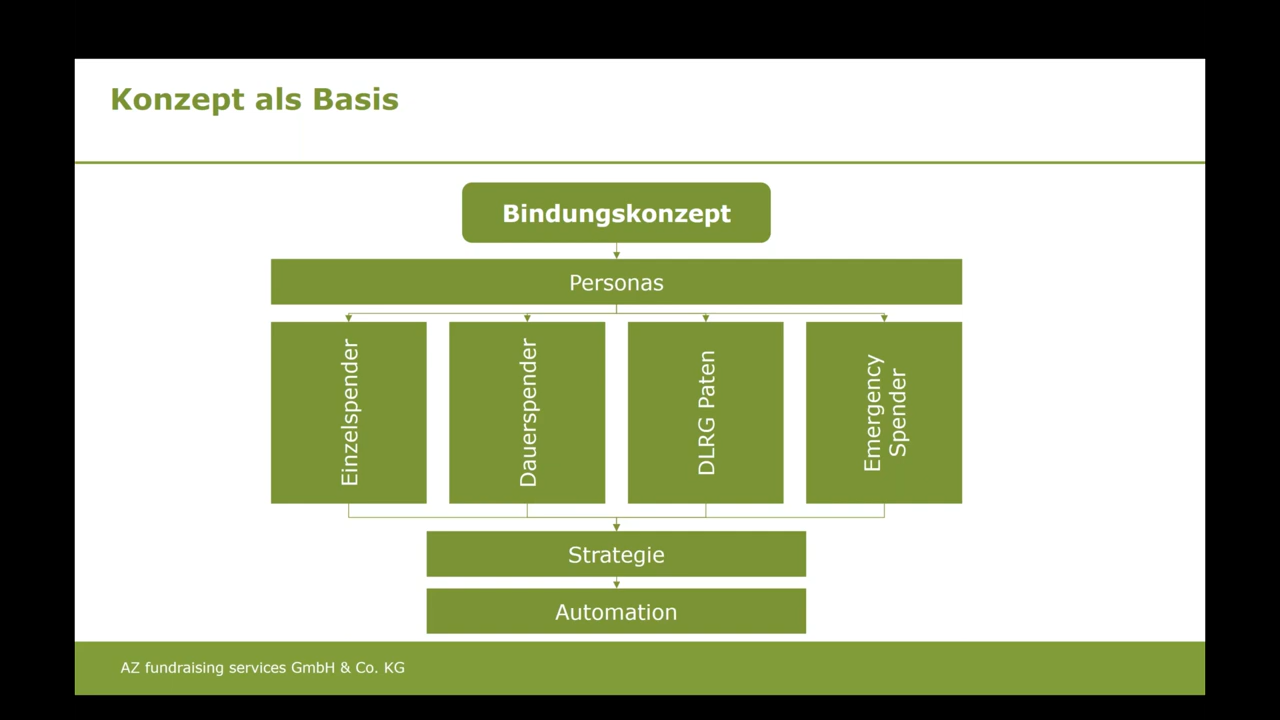 Konzept als Basis
Bindungskonzept
Personas
Einzelspender
Dauerspender
DLRG Paten
Emergency
Spender
Strategie
Automation
AZ fundraising services GmbH & Co. KG